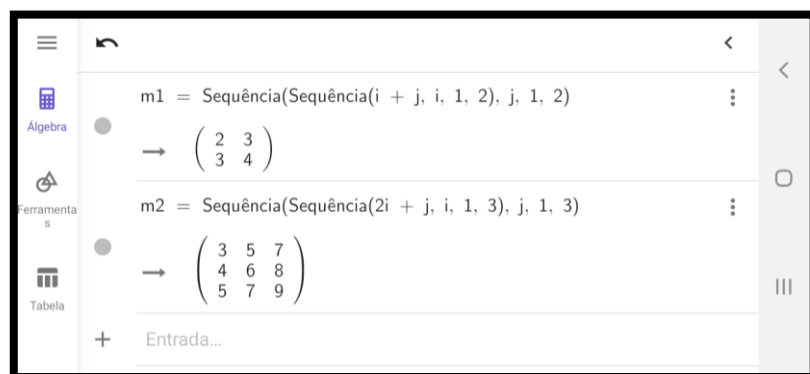 m1 = Sequência(Sequência(i + j, i, 1, 2), j, 1, 2)
Álgebra
→ ( 2 3
3 4 )
Ferramenta
s
m2 = Sequência(Sequência(2i + j, i, 1, 3), j, 1, 3)
→ ( 3 5 7
4 6 8
5 7 9 )
Tabela
+ Entrada...